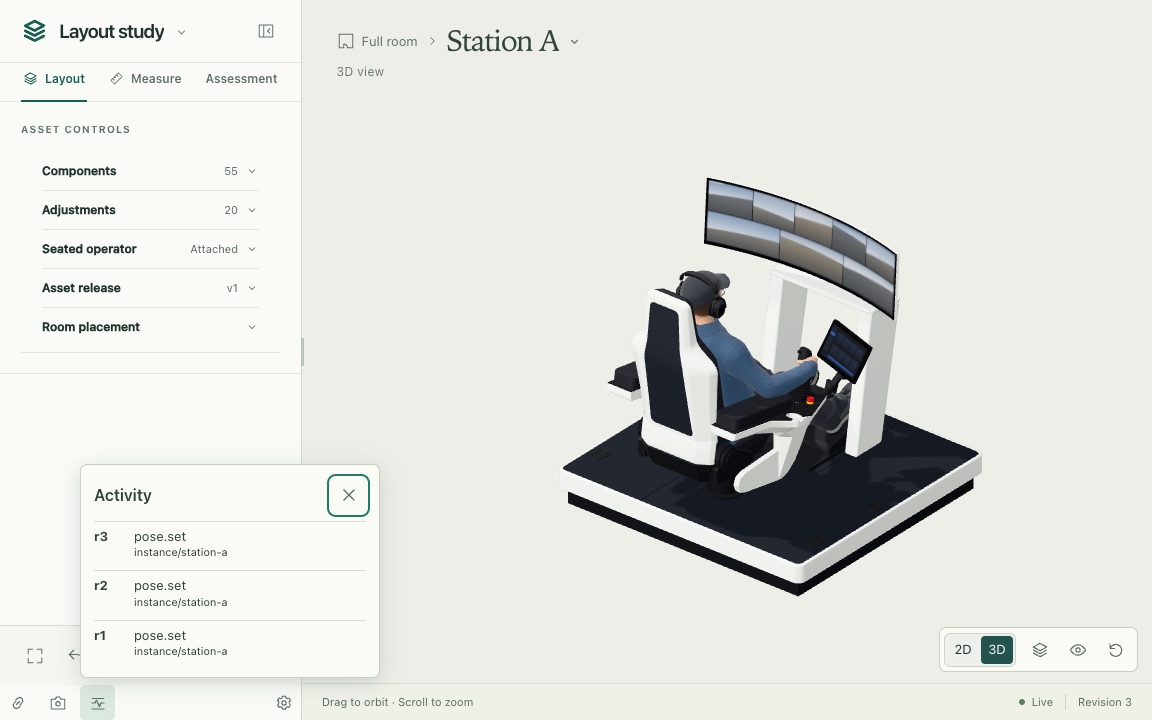 Layout study
Layout
Measure
Assessment
ASSET CONTROLS
Components 55
Adjustments 20
Seated operator Attached
Asset release v1
Room placement
Activity
r3 pose.set
instance/station-a
r2 pose.set
instance/station-a
r1 pose.set
instance/station-a
Full room
Station A
3D view
2D 3D
Drag to orbit · Scroll to zoom
Live
Revision 3